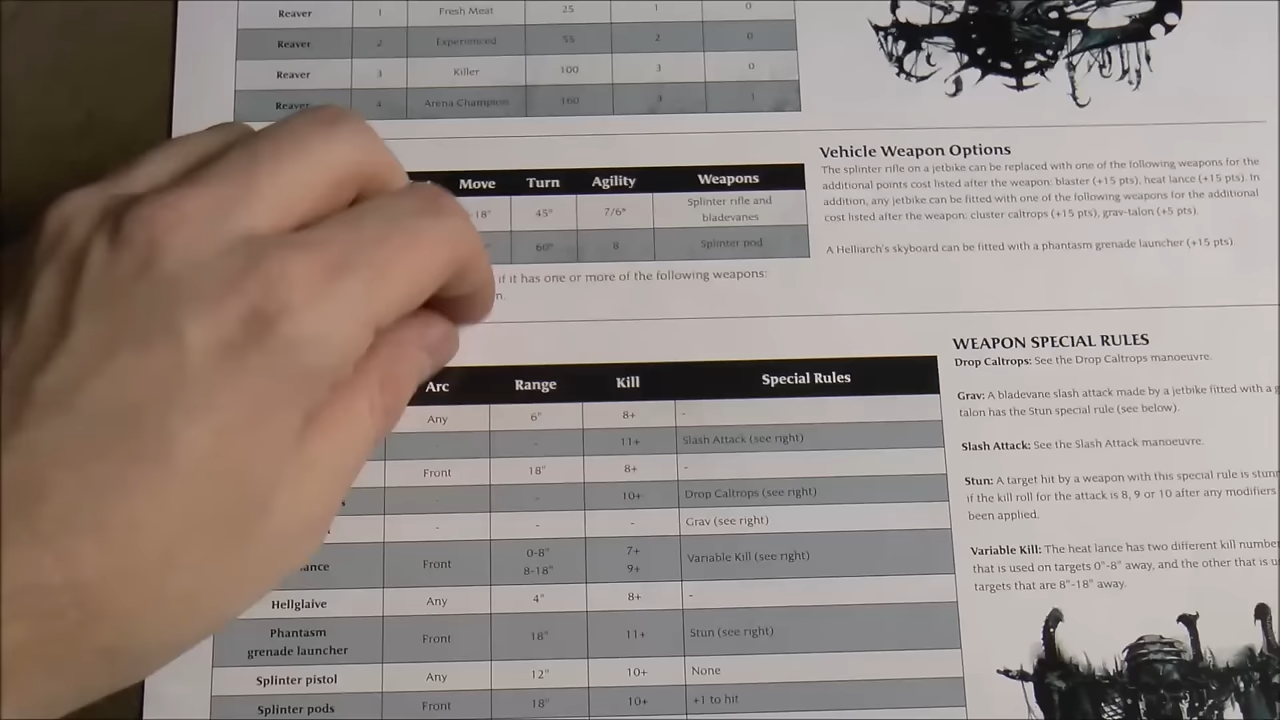 Reaver 1 Fresh Meat 25 1 0
Reaver 2 Experienced 55 2 0
Reaver 3 Killer 100 3 0
Reaver 4 Arena Champion 160 3 1
Move Turn Agility Weapons
18" 45° 7/6* Splinter rifle and
bladevanes
60° 8 Splinter pod
if it has one or more of the following weapons:
Vehicle Weapon Options
The splinter rifle on a jetbike can be replaced with one of the following weapons for the
additional points cost listed after the weapon: blaster (+15 pts), heat lance (+15 pts). In
addition, any jetbike can be fitted with one of the following weapons for the additional
cost listed after the weapon: cluster caltrops (+15 pts), grav-talon (+5 pts).
A Helliarch's skyboard can be fitted with a phantasm grenade launcher (+15 pts).
Arc Range Kill Special Rules
Any 6" 8+ -
- 11+ Slash Attack (see right)
Front 18" 8+ -
- - 10+ Drop Caltrops (see right)
- - - Grav (see right)
Front 0-8" 7+ Variable Kill (see right)
8-18" 9+
Hellglaive Any 4" 8+ -
Phantasm
grenade launcher Front 18" 11+ Stun (see right)
Splinter pistol Any 12" 10+ None
Splinter pods Front 18" 10+ +1 to hit
WEAPON SPECIAL RULES
Drop Caltrops: See the Drop Caltrops manoeuvre.
Grav: A bladevane slash attack made by a jetbike fitted with a
talon has the Stun special rule (see below).
Slash Attack: See the Slash Attack manoeuvre.
Stun: A target hit by a weapon with this special rule is
if the kill roll for the attack is 8, 9 or 10 after any modifiers
been applied.
Variable Kill: The heat lance has two different kill
that is used on targets 0"-8" away, and the other that is
targets that are 8"-18" away.